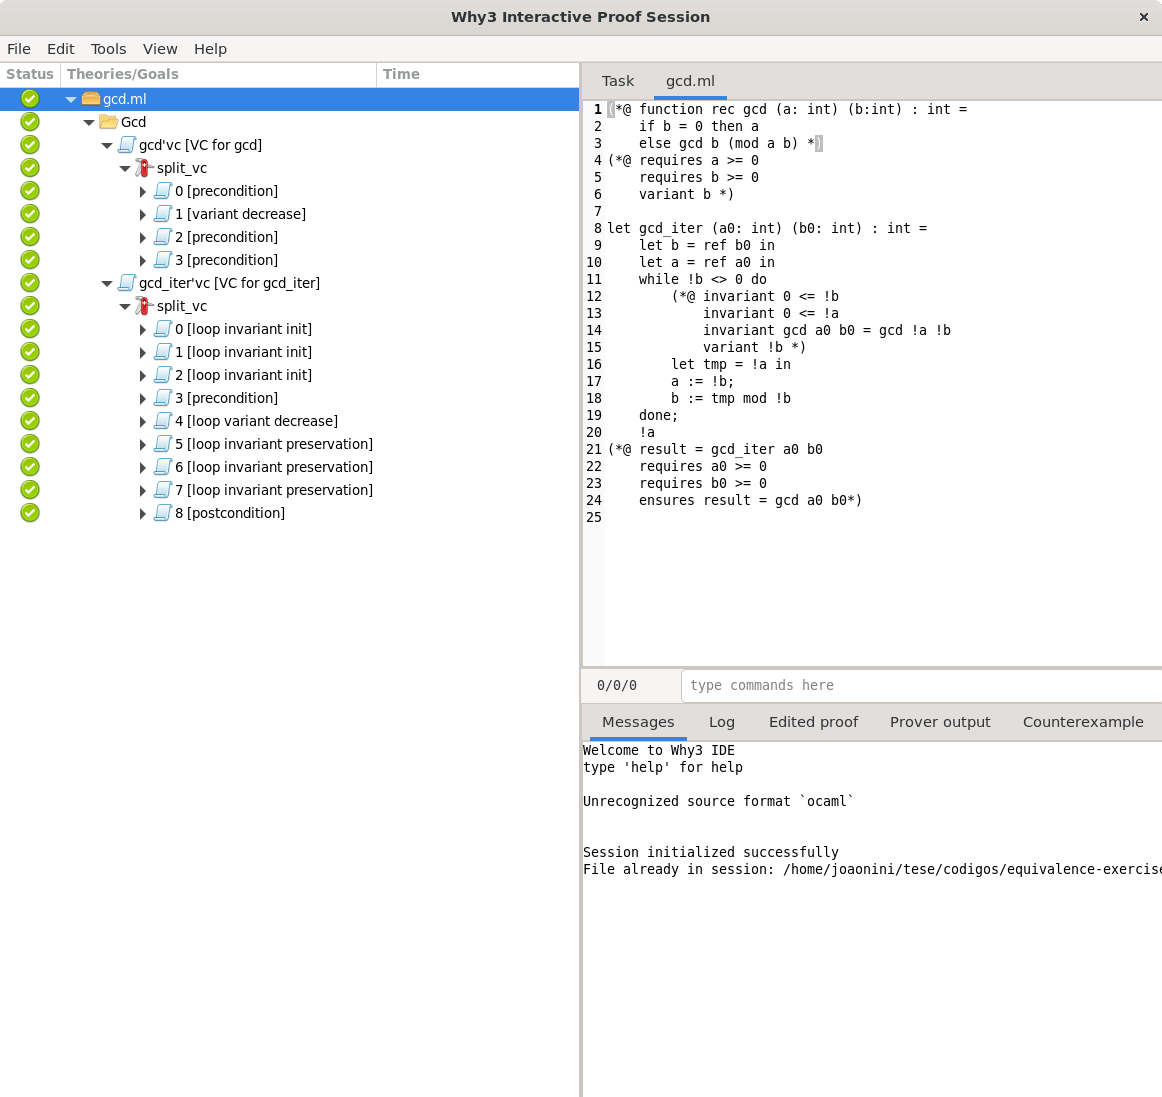 Why3 Interactive Proof Session ×
File Edit Tools View Help
Status Theories/Goals Time
gcd.ml
Gcd
gcd'vc [VC for gcd]
split_vc
0 [precondition]
1 [variant decrease]
2 [precondition]
3 [precondition]
gcd_iter'vc [VC for gcd_iter]
split_vc
0 [loop invariant init]
1 [loop invariant init]
2 [loop invariant init]
3 [precondition]
4 [loop variant decrease]
5 [loop invariant preservation]
6 [loop invariant preservation]
7 [loop invariant preservation]
8 [postcondition]
Task gcd.ml
1 (*@ function rec gcd (a: int) (b:int) : int =
2     if b = 0 then a
3     else gcd b (mod a b) *)
4 (*@ requires a >= 0
5     requires b >= 0
6     variant b *)
7
8 let gcd_iter (a0: int) (b0: int) : int =
9     let b = ref b0 in
10     let a = ref a0 in
11     while !b <> 0 do
12         (*@ invariant 0 <= !b
13             invariant 0 <= !a
14             invariant gcd a0 b0 = gcd !a !b
15             variant !b *)
16         let tmp = !a in
17         a := !b;
18         b := tmp mod !b
19     done;
20     !a
21 (*@ result = gcd_iter a0 b0
22     requires a0 >= 0
23     requires b0 >= 0
24     ensures result = gcd a0 b0*)
25
0/0/0 type commands here
Messages Log Edited proof Prover output Counterexample
Welcome to Why3 IDE
type 'help' for help
Unrecognized source format `ocaml`
Session initialized successfully
File already in session: /home/joaonini/tese/codigos/equivalence-exercise